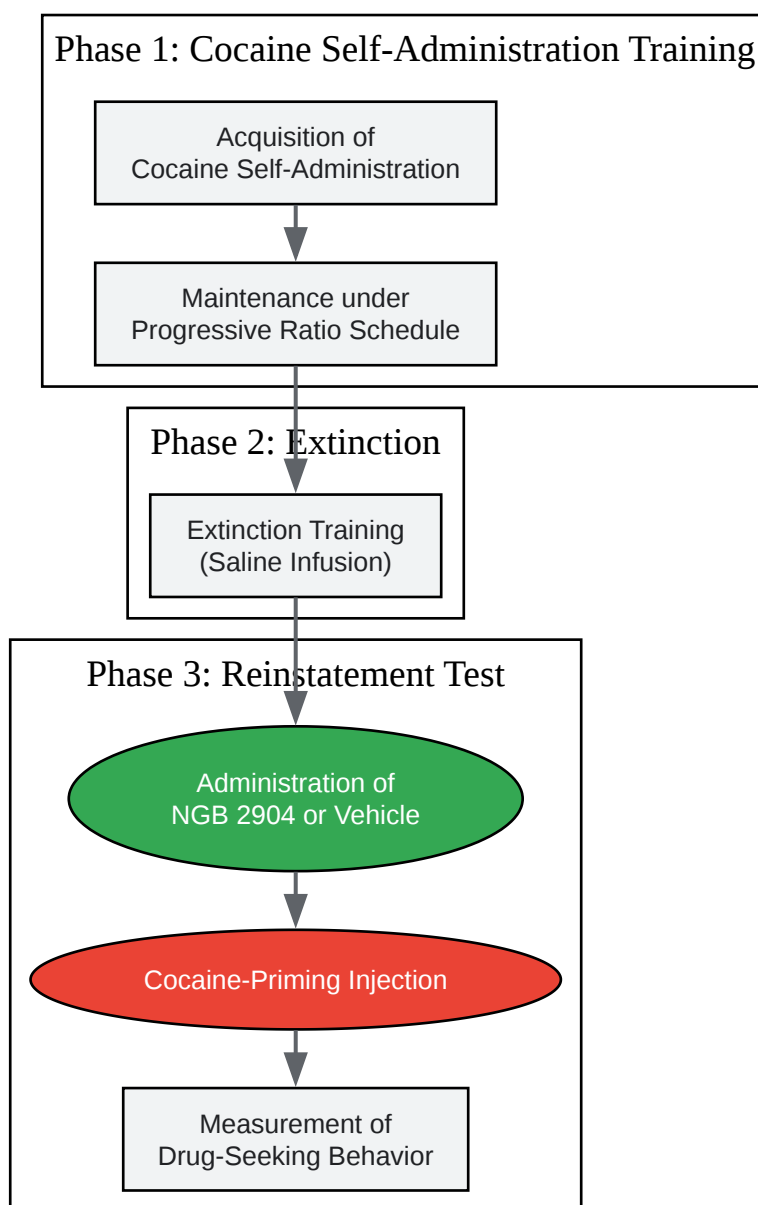 Phase 1: Cocaine Self-Administration Training
Acquisition of
Cocaine Self-Administration
Maintenance under
Progressive Ratio Schedule
Phase 2: Extinction
Extinction Training
(Saline Infusion)
Phase 3: Reinstatement Test
Administration of
NGB 2904 or Vehicle
Cocaine-Priming Injection
Measurement of
Drug-Seeking Behavior